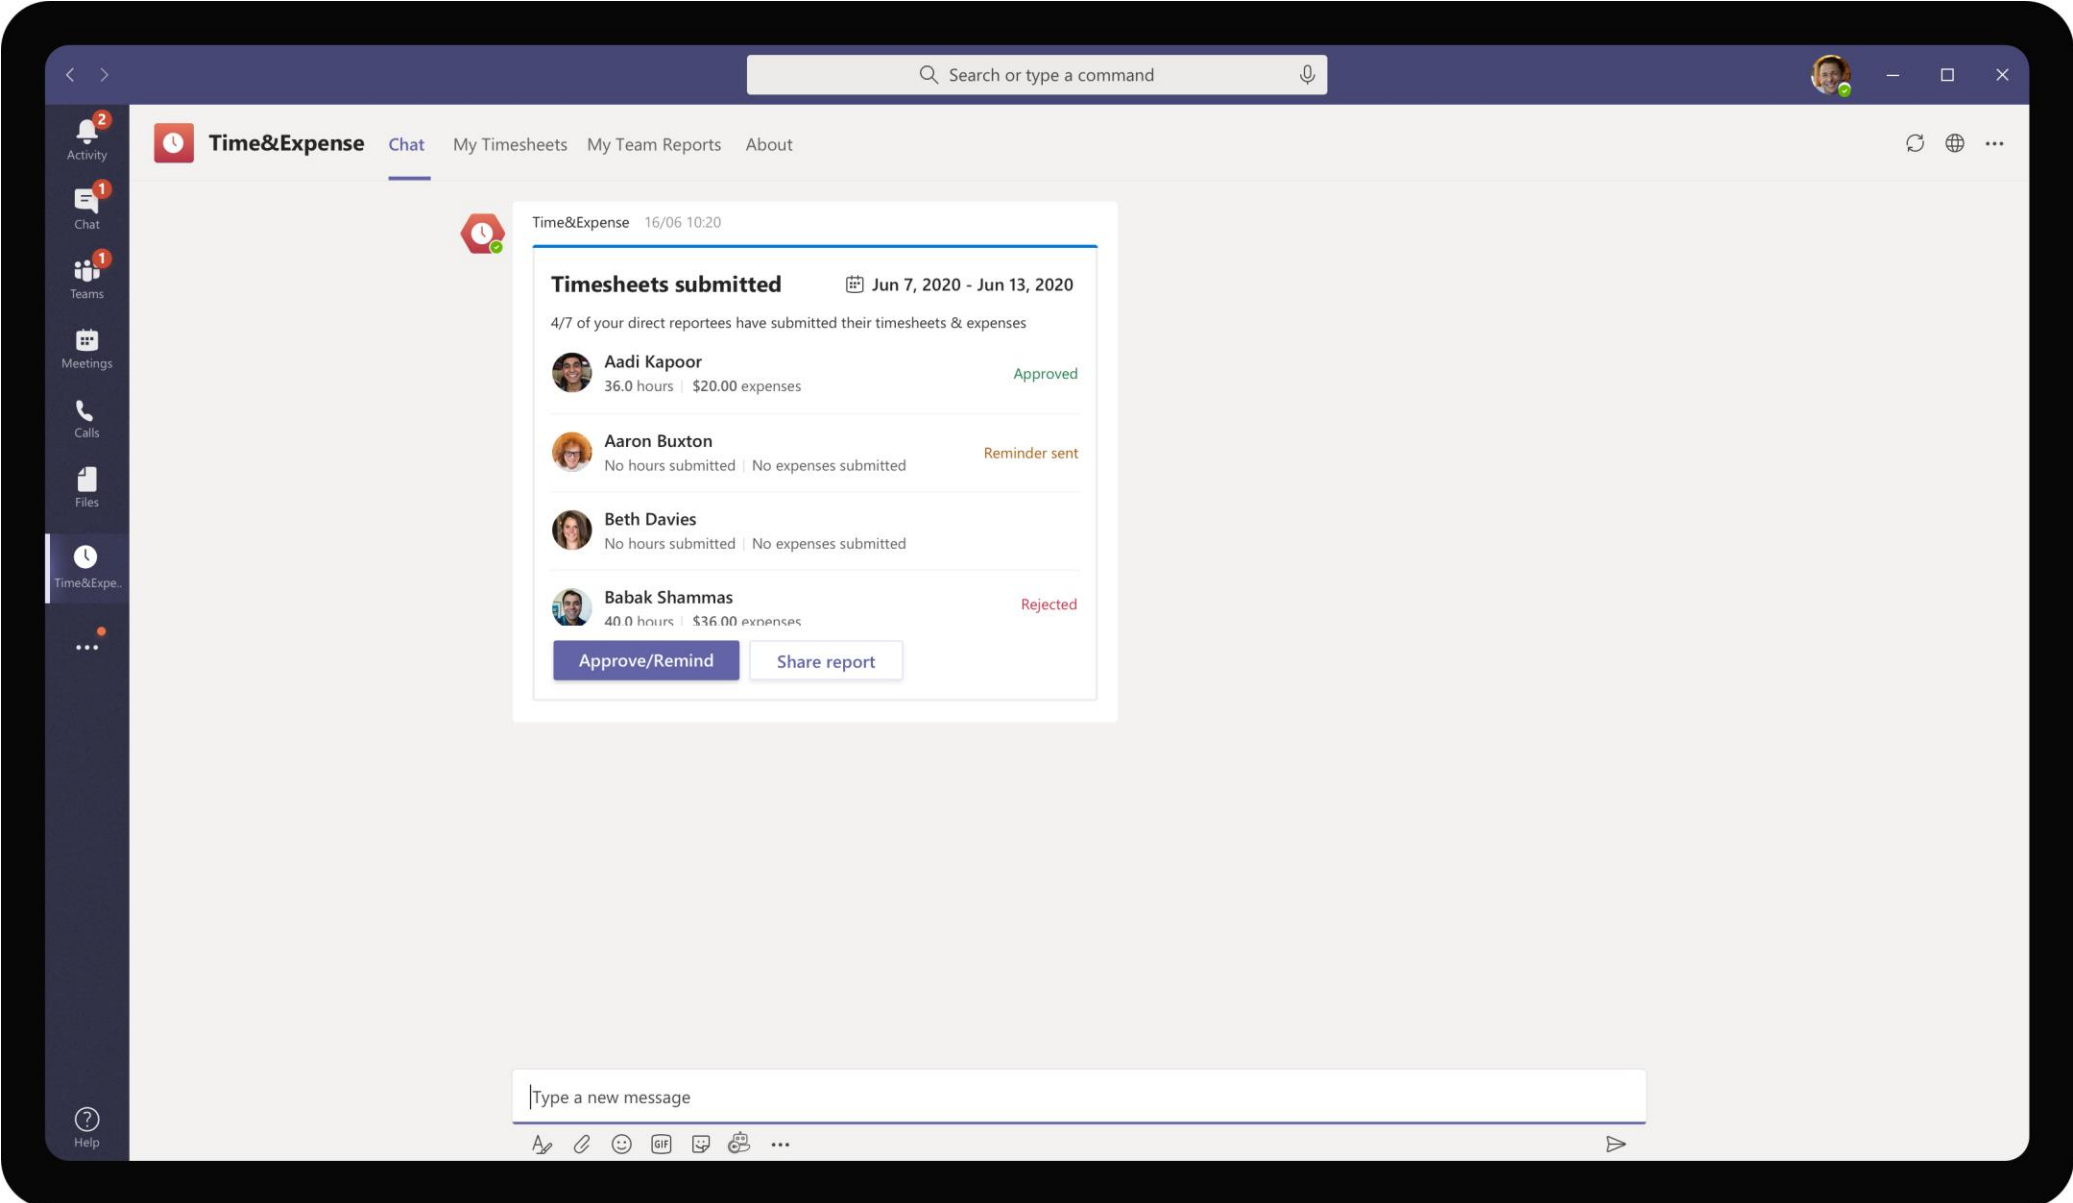 Search or type a command
2
Activity
1
Chat
1
Teams
Meetings
Calls
Files
Time&Expe..
Help
Time&Expense Chat My Timesheets My Team Reports About
Time&Expense 16/06 10:20
Timesheets submitted Jun 7, 2020 - Jun 13, 2020
4/7 of your direct reportees have submitted their timesheets & expenses
Aadi Kapoor
36.0 hours | $20.00 expenses
Approved
Aaron Buxton
No hours submitted | No expenses submitted
Reminder sent
Beth Davies
No hours submitted | No expenses submitted
Babak Shammas
40.0 hours | $36.00 expenses
Rejected
Approve/Remind Share report
Type a new message
GIF